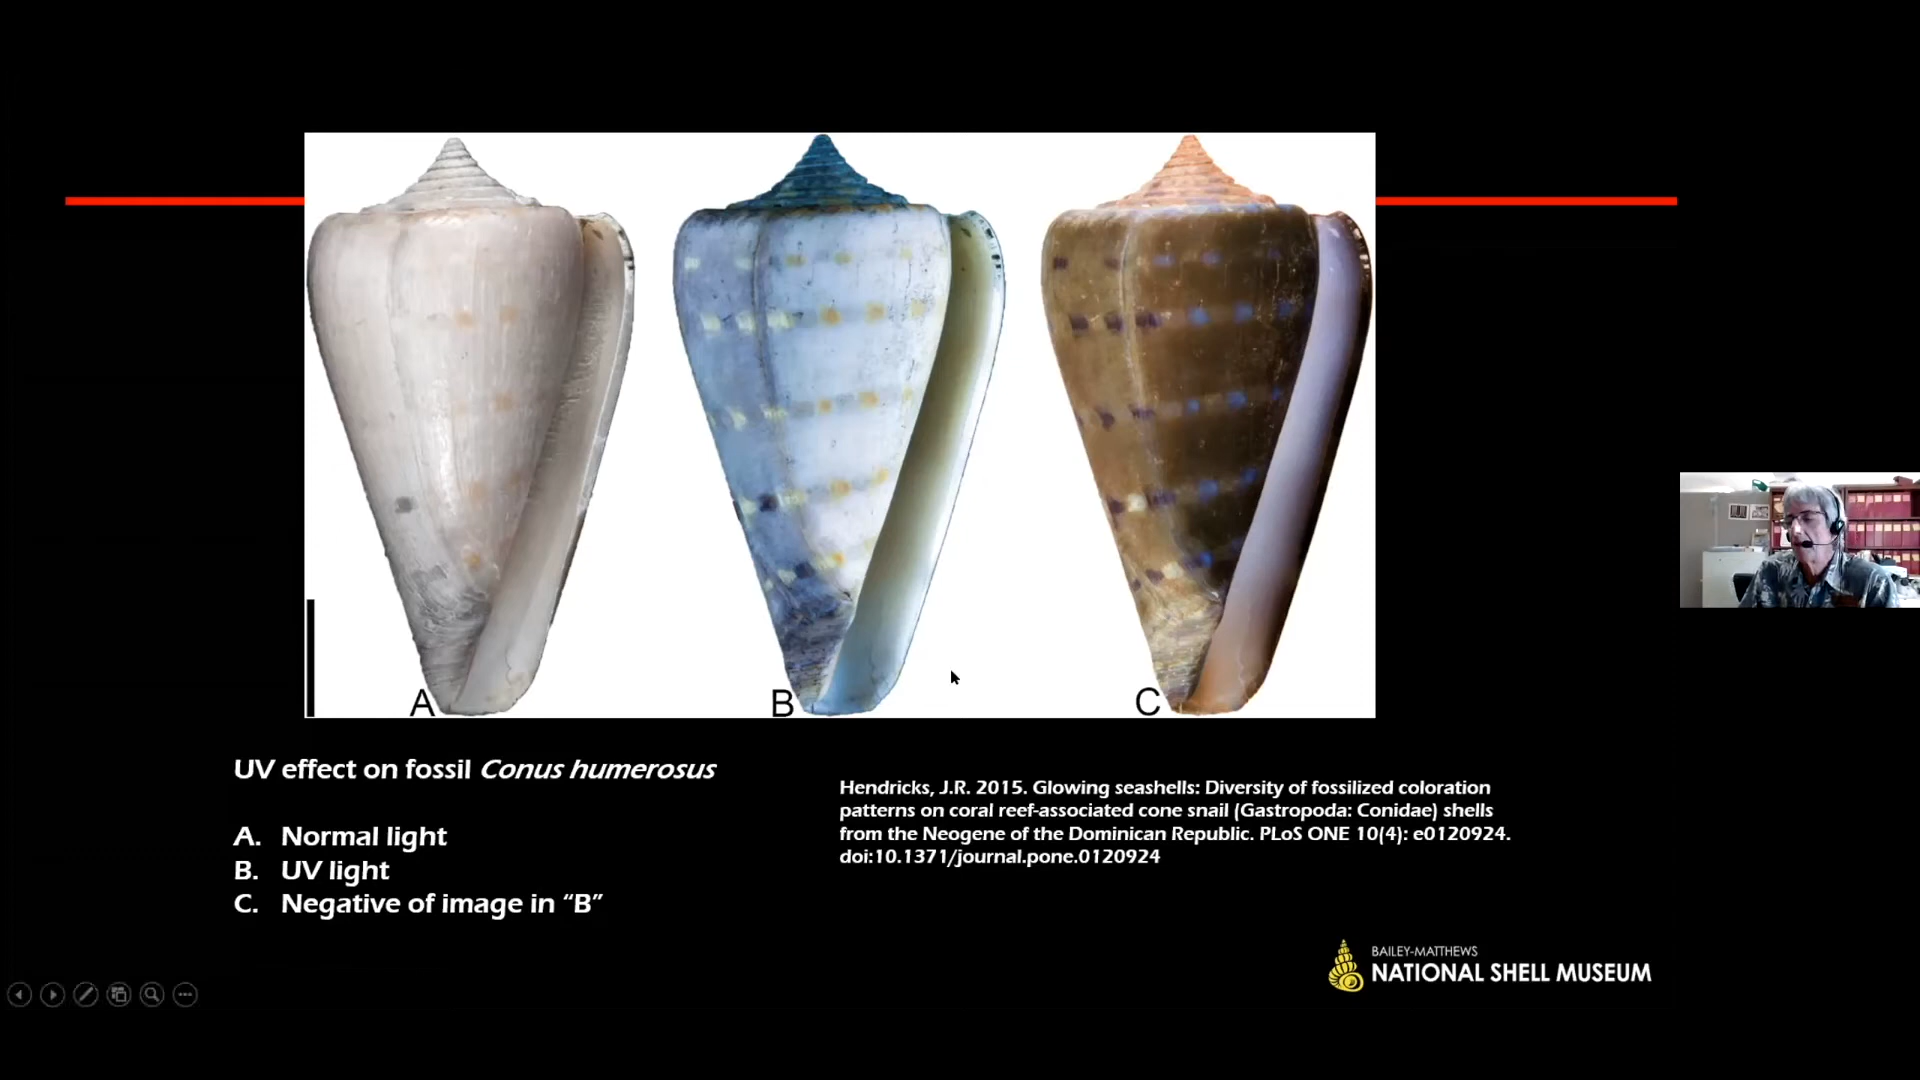 A
B
C
UV effect on fossil Conus humerosus
A. Normal light
B. UV light
C. Negative of image in “B”
Hendricks, J.R. 2015. Glowing seashells: Diversity of fossilized coloration
patterns on coral reef-associated cone snail (Gastropoda: Conidae) shells
from the Neogene of the Dominican Republic. PLoS ONE 10(4): e0120924.
doi:10.1371/journal.pone.0120924
BAILEY-MATTHEWS
NATIONAL SHELL MUSEUM